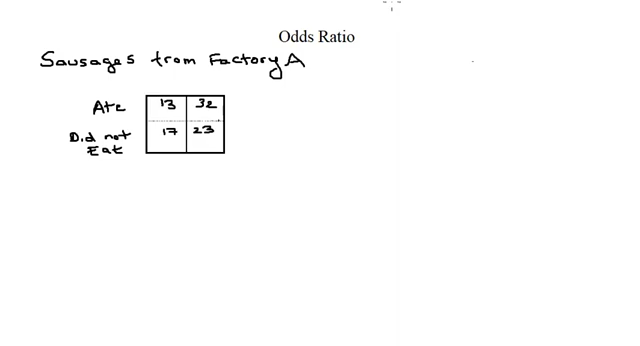 Odds Ratio
Sausages from Factory A
Ate 13 32
Did not 17 23
Eat